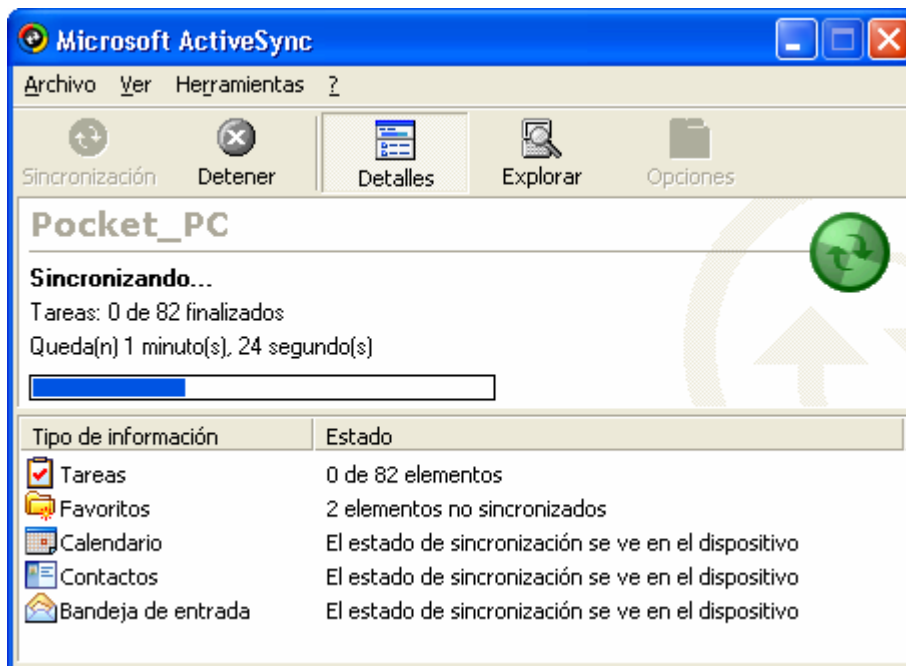 Microsoft ActiveSync
Archivo Ver Herramientas ?
Sincronización Detener Detalles Explorar Opciones
Pocket_PC
Sincronizando...
Tareas: 0 de 82 finalizados
Queda(n) 1 minuto(s), 24 segundo(s)
Tipo de información Estado
Tareas 0 de 82 elementos
Favoritos 2 elementos no sincronizados
Calendario El estado de sincronización se ve en el dispositivo
Contactos El estado de sincronización se ve en el dispositivo
Bandeja de entrada El estado de sincronización se ve en el dispositivo